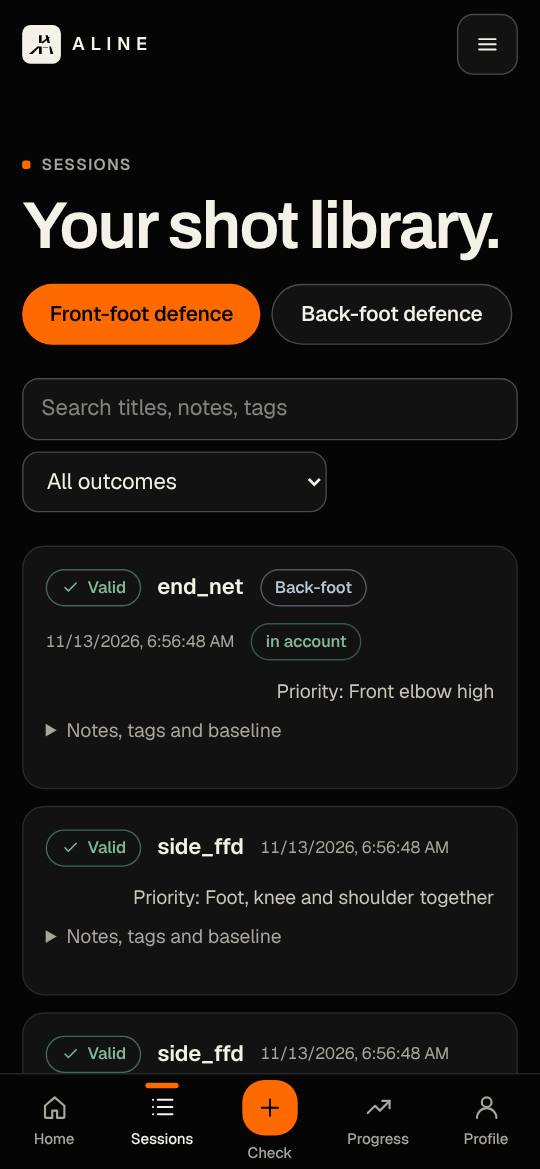 ALINE
SESSIONS
Your shot library.
Front-foot defence Back-foot defence
Search titles, notes, tags
All outcomes
Valid end_net Back-foot
11/13/2026, 6:56:48 AM in account
Priority: Front elbow high
Notes, tags and baseline
Valid side_ffd 11/13/2026, 6:56:48 AM
Priority: Foot, knee and shoulder together
Notes, tags and baseline
Valid side_ffd 11/13/2026, 6:56:48 AM
Home Sessions Check Progress Profile